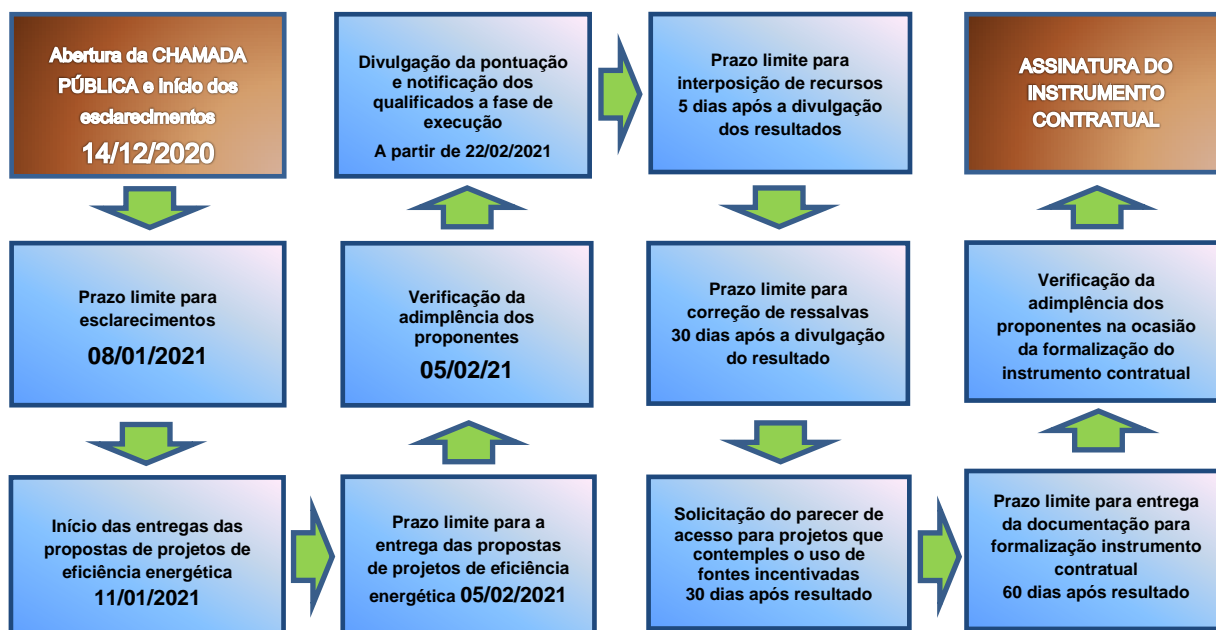 Abertura da CHAMADA
PÚBLICA e início dos
esclarecimentos
14/12/2020
Prazo limite para
esclarecimentos
08/01/2021
Início das entregas das
propostas de projetos de
eficiência energética
11/01/2021
Prazo limite para a
entrega das propostas
de projetos de eficiência
energética 05/02/2021
Verificação da
adimplência dos
proponentes
05/02/21
Divulgação da pontuação
e notificação dos
qualificados a fase de
execução
A partir de 22/02/2021
Prazo limite para
interposição de recursos
5 dias após a divulgação
dos resultados
Prazo limite para
correção de ressalvas
30 dias após a divulgação
do resultado
Solicitação do parecer de
acesso para projetos que
contemples o uso de
fontes incentivadas
30 dias após resultado
Prazo limite para entrega
da documentação para
formalização instrumento
contratual
60 dias após resultado
Verificação da
adimplência dos
proponentes na ocasião
da formalização do
instrumento contratual
ASSINATURA DO
INSTRUMENTO
CONTRATUAL